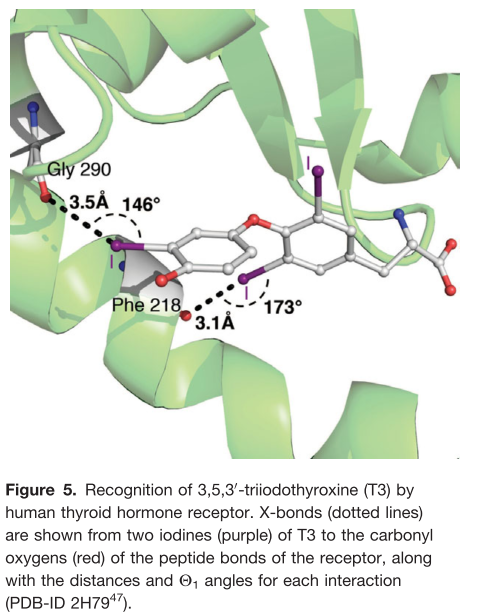 I
Gly 290
3.5Å 146°
I
Phe 218
I
173°
3.1Å
Figure 5. Recognition of 3,5,3′-triiodothyroxine (T3) by
human thyroid hormone receptor. X-bonds (dotted lines)
are shown from two iodines (purple) of T3 to the carbonyl
oxygens (red) of the peptide bonds of the receptor, along
with the distances and Θ1 angles for each interaction
(PDB-ID 2H7947).